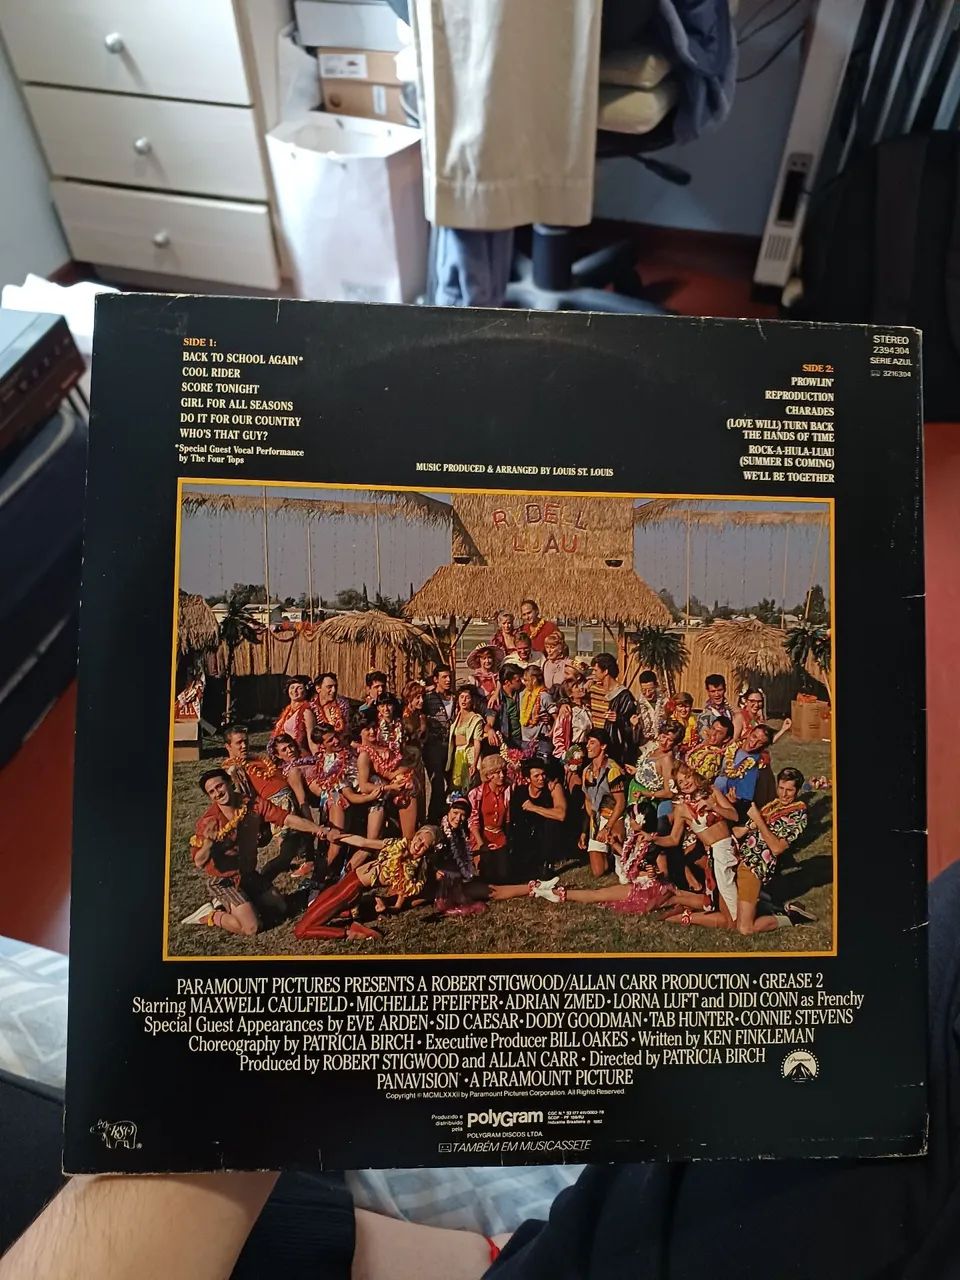 SIDE 1:
BACK TO SCHOOL AGAIN*
COOL RIDER
SCORE TONIGHT
GIRL FOR ALL SEASONS
DO IT FOR OUR COUNTRY
WHO'S THAT GUY?
*Special Guest Vocal Performance
by The Four Tops
STEREO
2394304
SERIE AZUL
3216304
SIDE 2:
PROWLIN'
REPRODUCTION
CHARADES
(LOVE WILL) TURN BACK
THE HANDS OF TIME
ROCK-A-HULA-LUAU
(SUMMER IS COMING)
WE'LL BE TOGETHER
MUSIC PRODUCED & ARRANGED BY LOUIS ST. LOUIS
RYDELL
LUAU
PARAMOUNT PICTURES PRESENTS A ROBERT STIGWOOD/ALLAN CARR PRODUCTION • GREASE 2
Starring MAXWELL CAULFIELD • MICHELLE PFEIFFER • ADRIAN ZMED • LORNA LUFT and DIDI CONN as Frenchy
Special Guest Appearances by EVE ARDEN • SID CAESAR • DODY GOODMAN • TAB HUNTER • CONNIE STEVENS
Choreography by PATRICIA BIRCH • Executive Producer BILL OAKES • Written by KEN FINKLEMAN
Produced by ROBERT STIGWOOD and ALLAN CARR • Directed by PATRICIA BIRCH
PANAVISION® • A PARAMOUNT PICTURE
Copyright © MCMLXXXII by Paramount Pictures Corporation. All Rights Reserved.
Paramount
Produzido e
distribuído
pela
polyGram
Indústria Brasileira
POLYGRAM DISCOS LTDA.
TAMBÉM EM MUSICASSETE
RSO